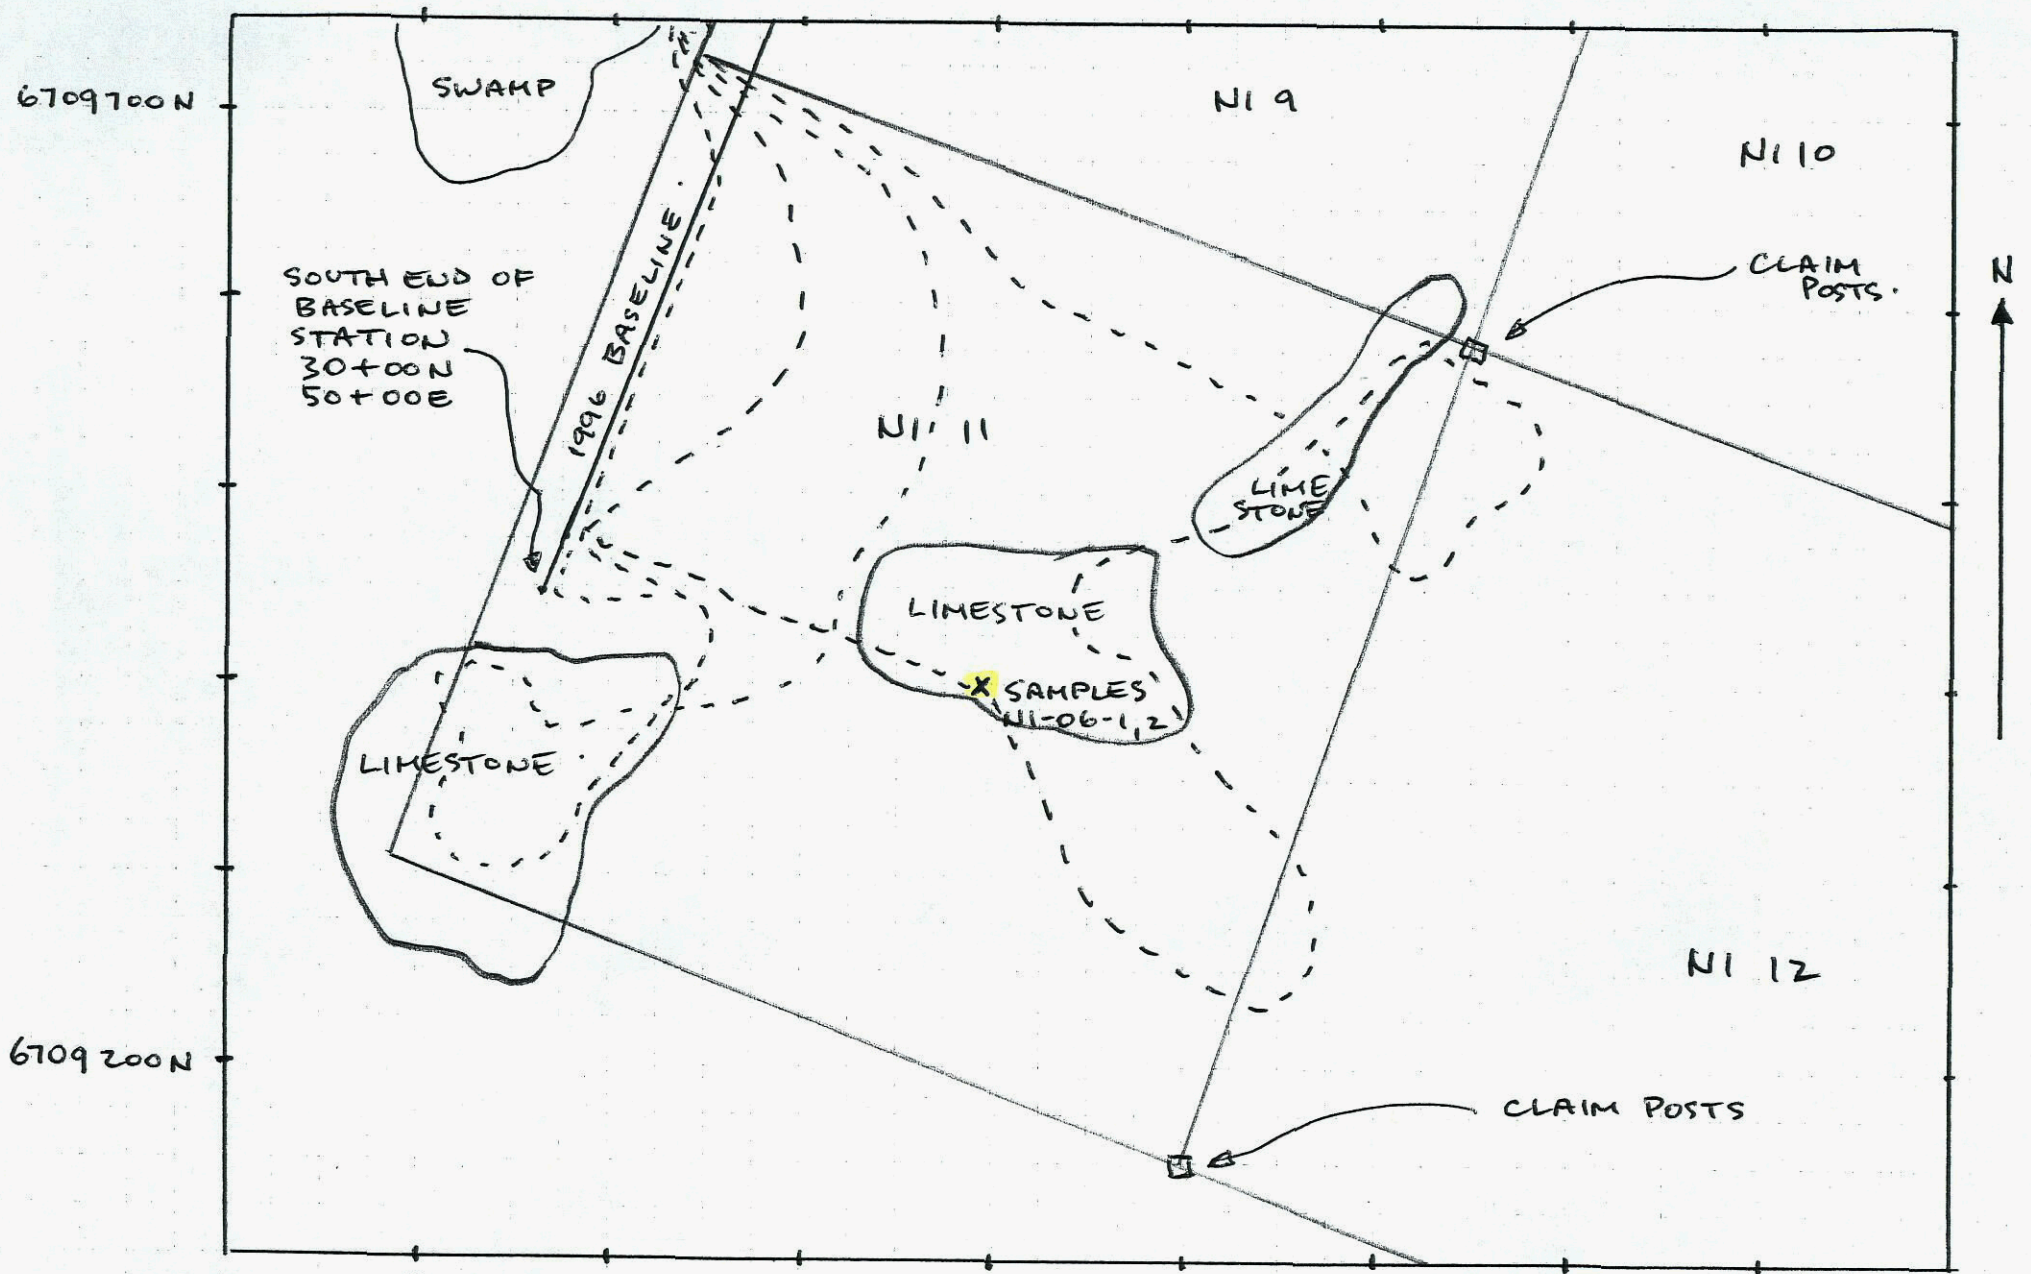 6709700N
SWAMP
NI 9
NI 10
SOUTH END OF
BASELINE
STATION
30+00N
50+00E
1996 BASELINE.
CLAIM
POSTS.
N
NI 11
LIME
STONE
LIMESTONE
X SAMPLES
NI-06-1,2
LIMESTONE
NI 12
6709200N
CLAIM POSTS